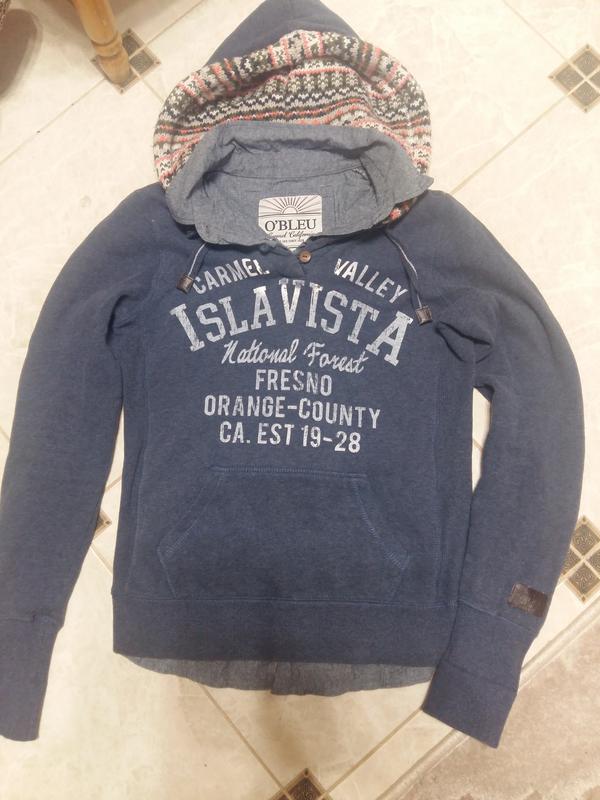 O'BLEU
CARMEL VALLEY
ISLAVISTA
National Forest
FRESNO
ORANGE-COUNTY
CA. EST 19-28